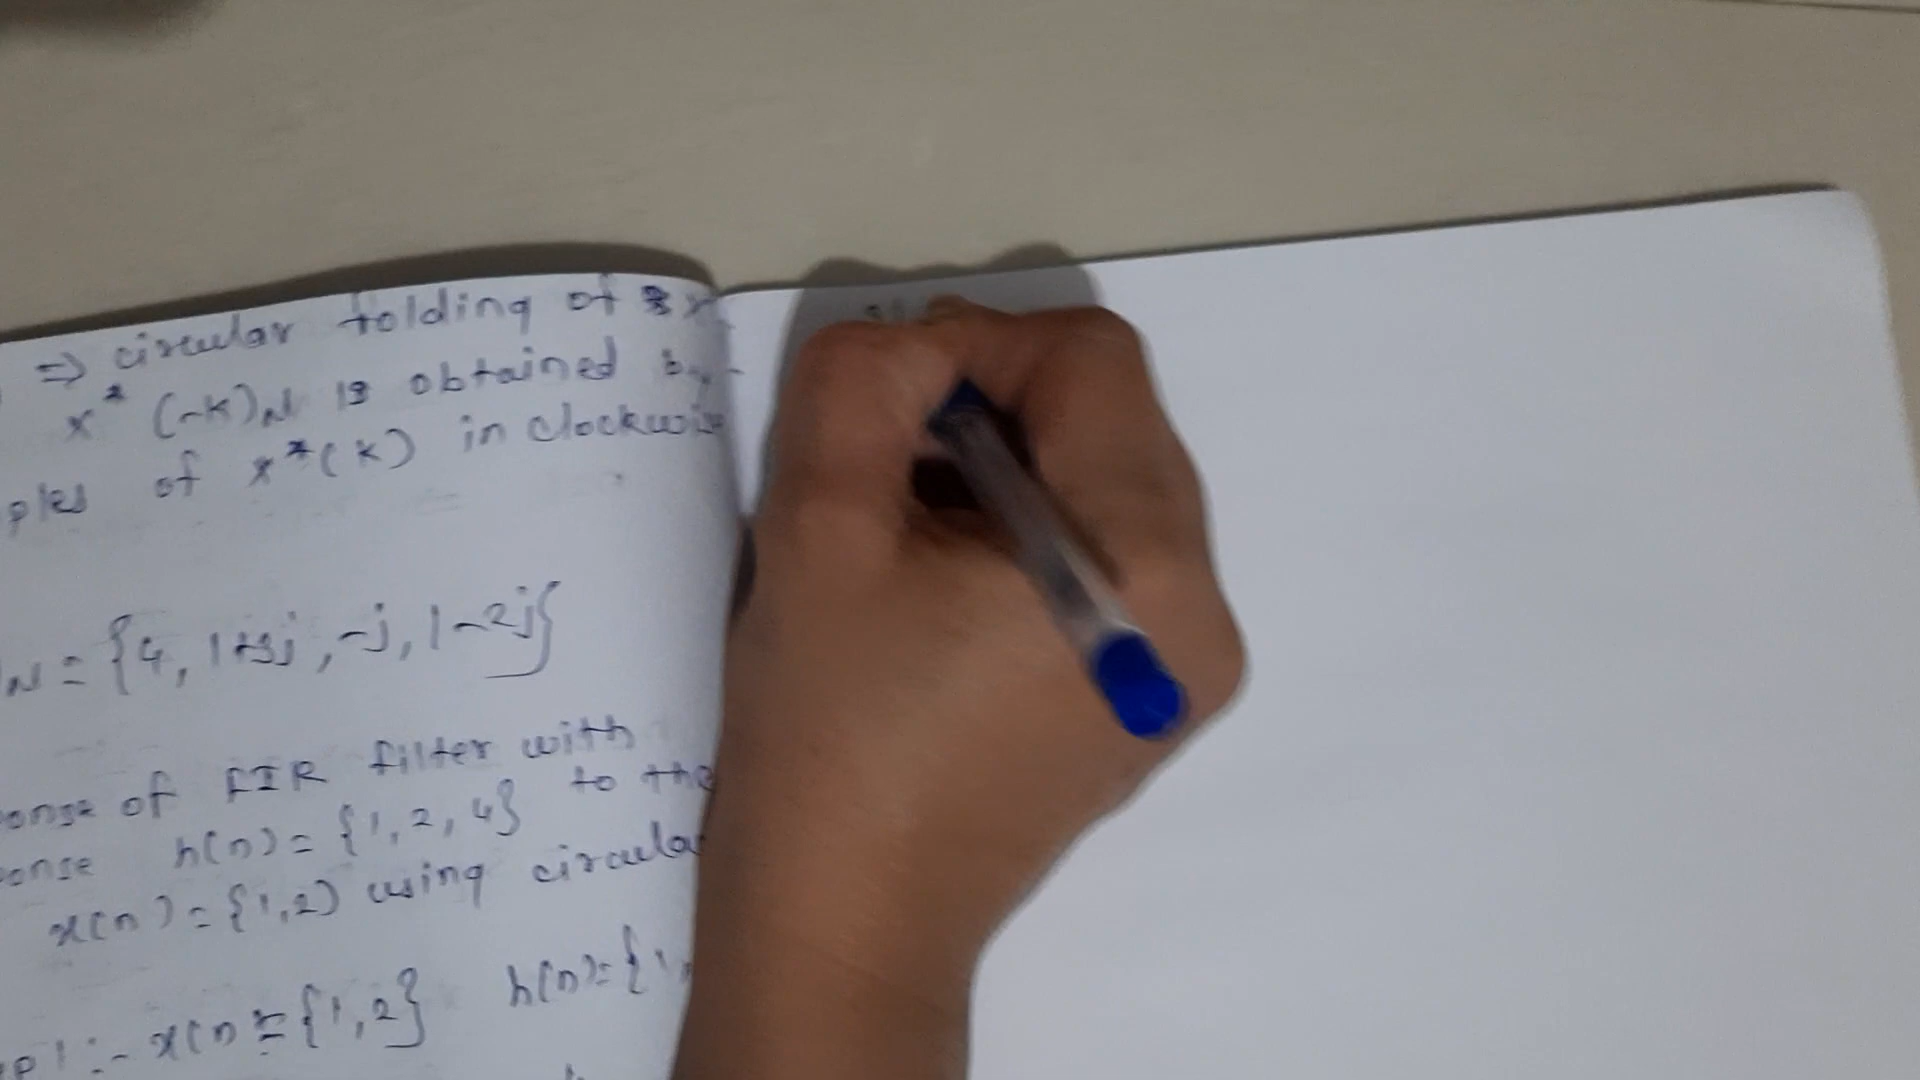 ⇒ circular folding of x
x* (-k)N is obtained by
ples of x*(k) in clockwise
N = {4, 1+3j, -j, 1-2j}
onse of FIR filter with
onse h(n) = {1, 2, 4} to the
x(n) = {1,2) using circular
p1:- x(n) = {1,2} h(n) = {1,